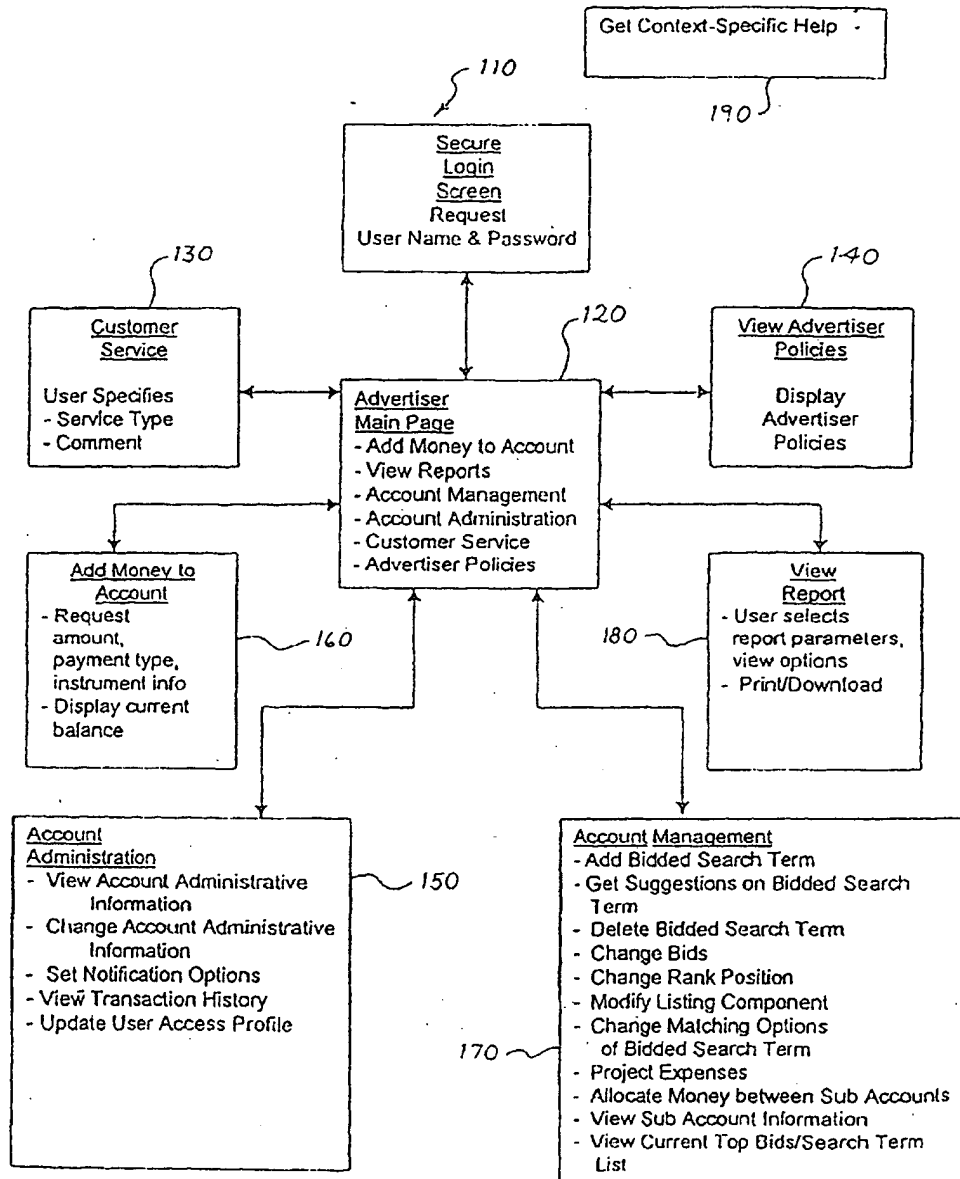 Get Context-Specific Help
190
110
Secure
Login
Screen
Request
User Name & Password
130
Customer
Service
User Specifies
- Service Type
- Comment
120
Advertiser
Main Page
- Add Money to Account
- View Reports
- Account Management
- Account Administration
- Customer Service
- Advertiser Policies
140
View Advertiser
Policies
Display
Advertiser
Policies
Add Money to
Account
- Request
amount,
payment type,
instrument info
- Display current
balance
160
View
Report
- User selects
report parameters,
view options
- Print/Download
180
Account
Administration
- View Account Administrative
Information
- Change Account Administrative
Information
- Set Notification Options
- View Transaction History
- Update User Access Profile
150
Account Management
- Add Bidded Search Term
- Get Suggestions on Bidded Search
Term
- Delete Bidded Search Term
- Change Bids
- Change Rank Position
- Modify Listing Component
- Change Matching Options
of Bidded Search Term
- Project Expenses
- Allocate Money between Sub Accounts
- View Sub Account Information
- View Current Top Bids/Search Term
List
170